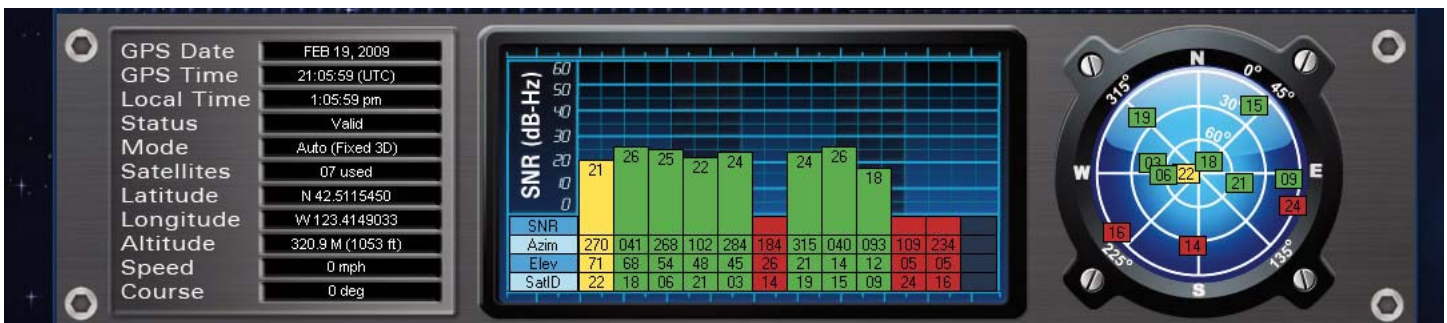 GPS Date FEB 19, 2009
GPS Time 21:05:59 (UTC)
Local Time 1:05:59 pm
Status Valid
Mode Auto (Fixed 3D)
Satellites 07 used
Latitude N 42.5115450
Longitude W 123.4149033
Altitude 320.9 M (1053 ft)
Speed 0 mph
Course 0 deg
SNR (dB-Hz)
60
50
40
30
20
10
0
21 26 25 22 24 24 26 18
SNR
Azim 270 041 268 102 284 184 315 040 093 109 234
Elev 71 68 54 48 45 26 21 14 12 05 05
SatID 22 18 06 21 03 14 19 15 09 24 16
N
0°
45°
315°
30°
15
19
60°
03 18
W 06 22 21 09 E
24
16
14
225°
135°
S